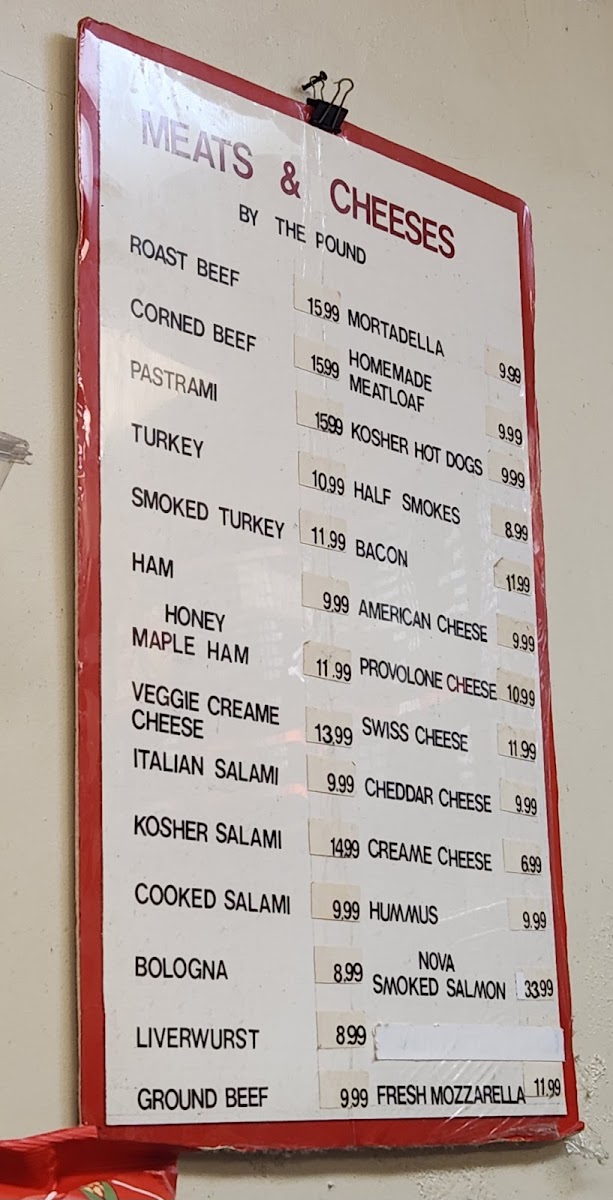 MEATS & CHEESES
BY THE POUND
ROAST BEEF 15.99
CORNED BEEF 15.99
PASTRAMI 15.99
TURKEY 10.99
SMOKED TURKEY 11.99
HAM 9.99
HONEY
MAPLE HAM 11.99
VEGGIE CREAME
CHEESE 13.99
ITALIAN SALAMI 9.99
KOSHER SALAMI 14.99
COOKED SALAMI 9.99
BOLOGNA 8.99
LIVERWURST 8.99
GROUND BEEF 9.99
MORTADELLA 9.99
HOMEMADE
MEATLOAF 9.99
KOSHER HOT DOGS 9.99
HALF SMOKES 8.99
BACON 11.99
AMERICAN CHEESE 9.99
PROVOLONE CHEESE 10.99
SWISS CHEESE 11.99
CHEDDAR CHEESE 9.99
CREAME CHEESE 6.99
HUMMUS 9.99
NOVA
SMOKED SALMON 33.99
FRESH MOZZARELLA 11.99